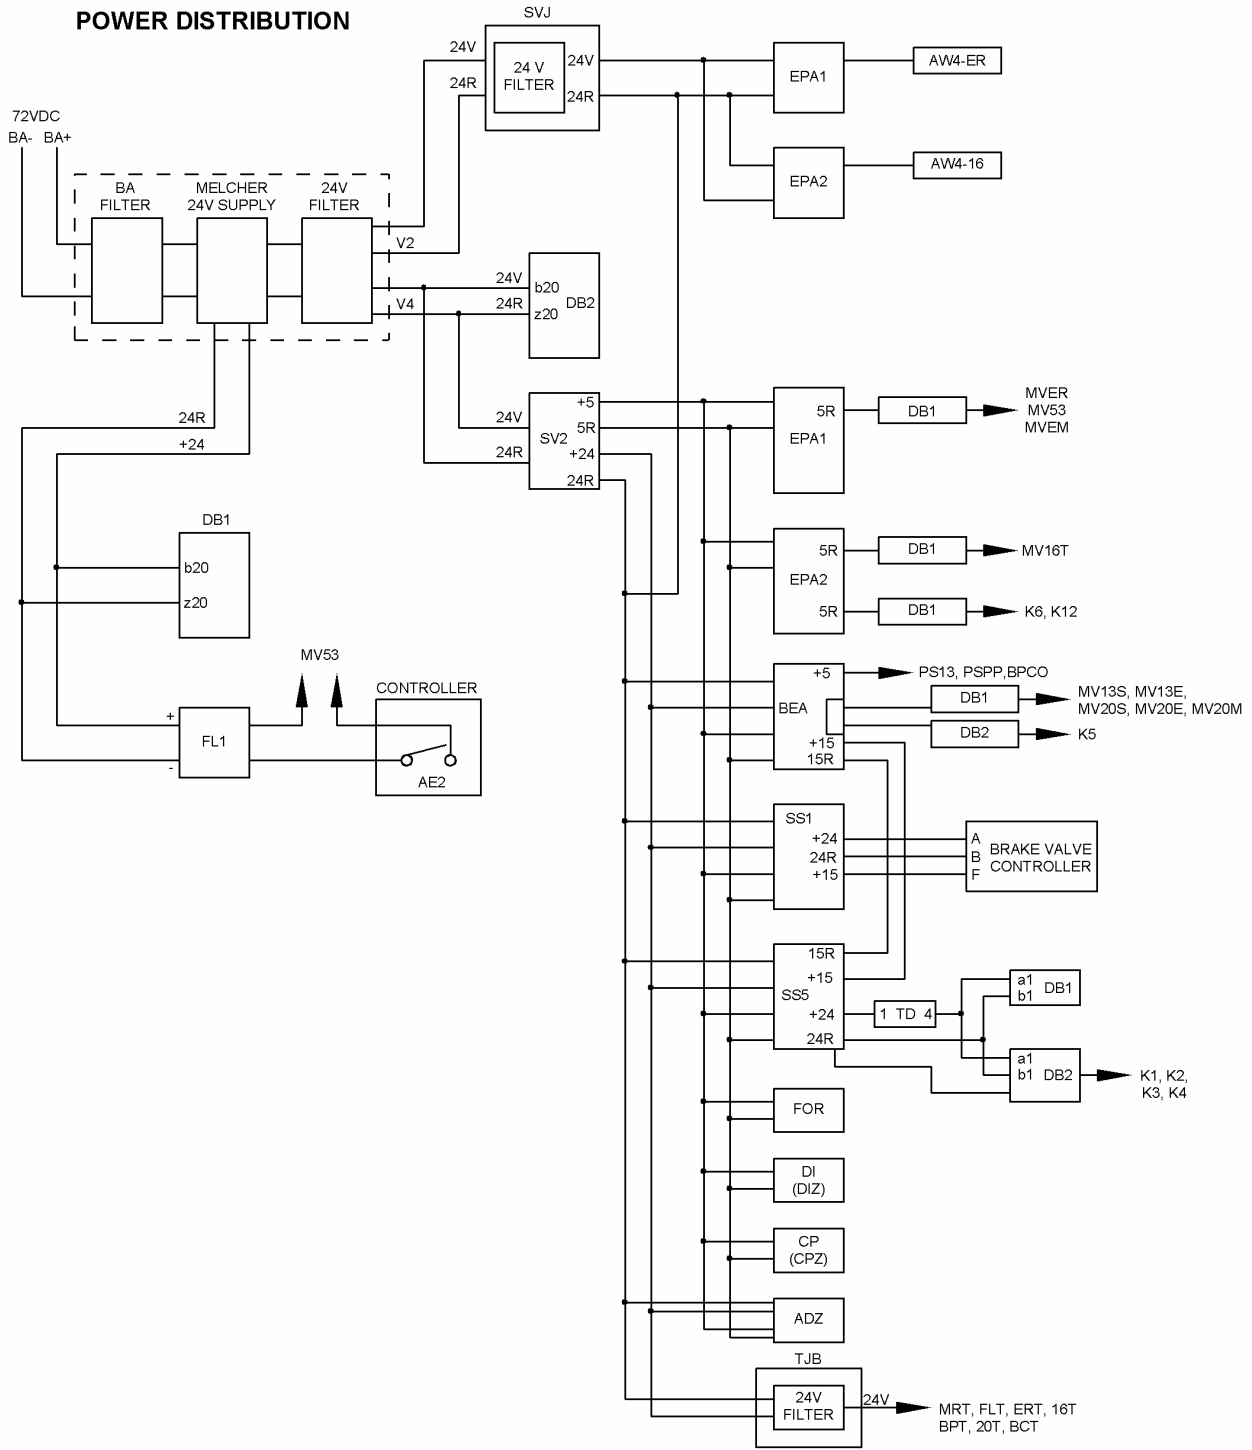 POWER DISTRIBUTION
SVJ
24V
24R
24 V
FILTER
24V
24R
EPA1
AW4-ER
EPA2
AW4-16
72VDC
BA- BA+
BA
FILTER
MELCHER
24V SUPPLY
24V
FILTER
V2
V4
24V
24R
b20
z20
DB2
24R
+24
24V
24R
SV2
+5
5R
+24
24R
5R
EPA1
DB1
MVER
MV53
MVEM
DB1
b20
z20
5R
EPA2
5R
DB1
MV16T
DB1
K6, K12
MV53
CONTROLLER
+
-
FL1
AE2
+5
BEA
+15
15R
PS13, PSPP,BPCO
DB1
MV13S, MV13E,
MV20S, MV20E, MV20M
DB2
K5
SS1
+24
24R
+15
A
B
F
BRAKE VALVE
CONTROLLER
15R
+15
SS5
+24
24R
1 TD 4
a1
b1
DB1
a1
b1
DB2
K1, K2,
K3, K4
FOR
DI
(DIZ)
CP
(CPZ)
ADZ
TJB
24V
FILTER
24V
MRT, FLT, ERT, 16T
BPT, 20T, BCT